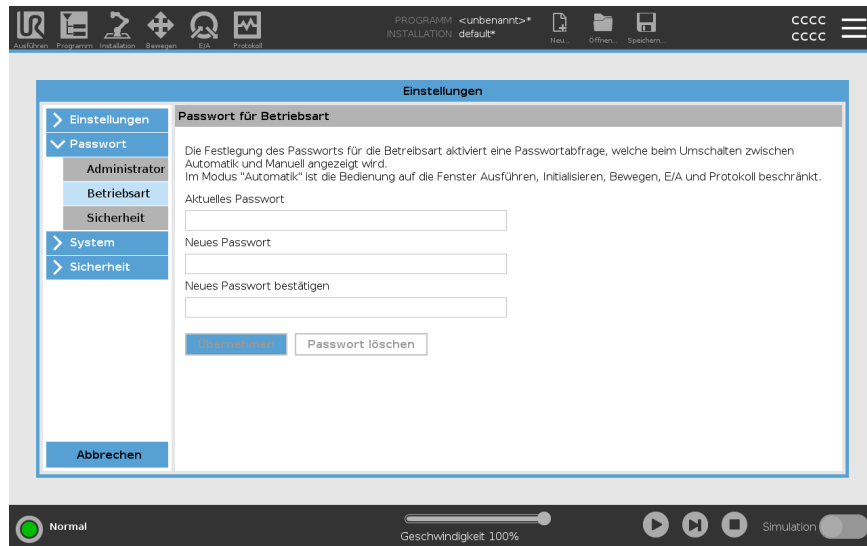 PROGRAMM <unbenannt>*
INSTALLATION default*
CCCC
CCCC
Ausführen Programm Installation Bewegen E/A Protokoll
Neu... Öffnen... Speichern...
Einstellungen
Einstellungen
Passwort
Administrator
Betriebsart
Sicherheit
System
Sicherheit
Abbrechen
Passwort für Betriebsart
Die Festlegung des Passworts für die Betreibsart aktiviert eine Passwortabfrage, welche beim Umschalten zwischen
Automatik und Manuell angezeigt wird.
Im Modus "Automatik" ist die Bedienung auf die Fenster Ausführen, Initialisieren, Bewegen, E/A und Protokoll beschränkt.
Aktuelles Passwort
Neues Passwort
Neues Passwort bestätigen
Übernehmen Passwort löschen
Normal
Geschwindigkeit 100%
Simulation